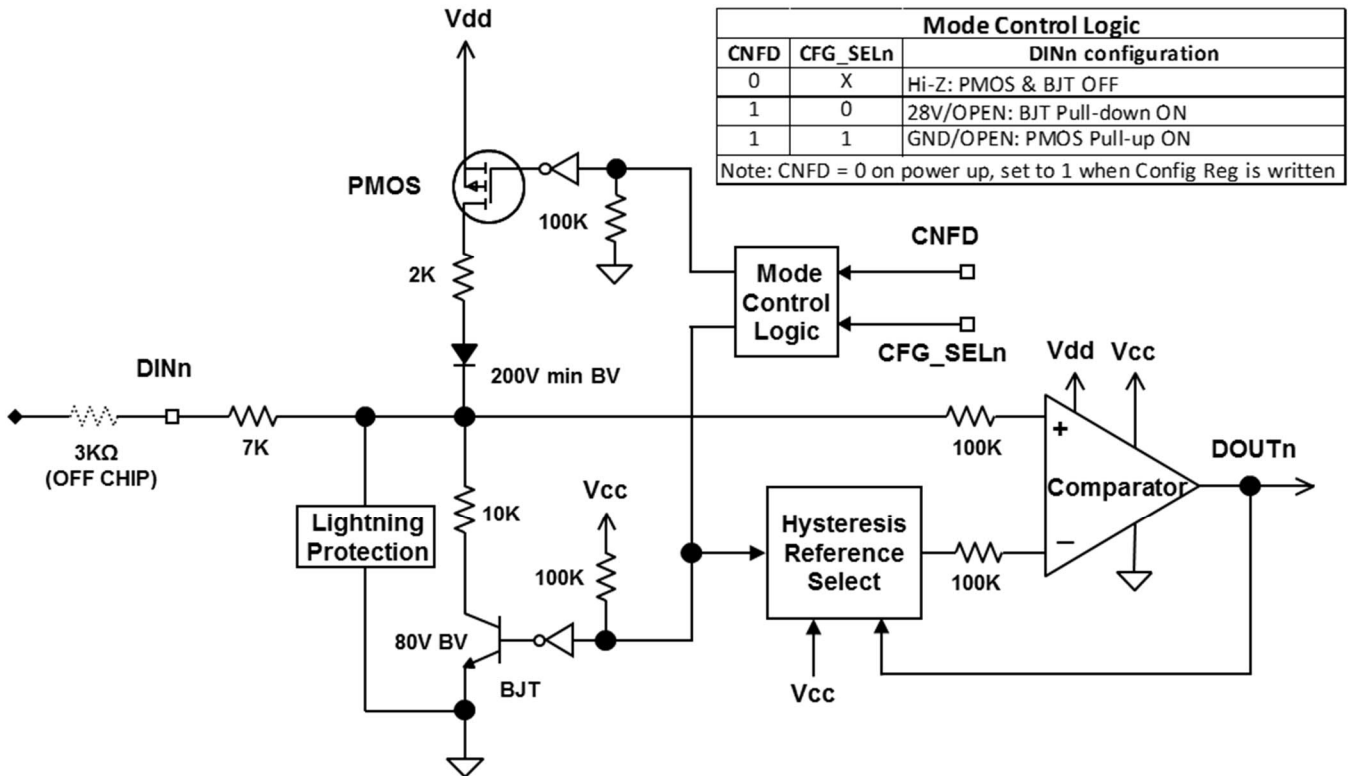 Vdd
Mode Control Logic
CNFD CFG_SELn DINn configuration
0 X Hi-Z: PMOS & BJT OFF
1 0 28V/OPEN: BJT Pull-down ON
1 1 GND/OPEN: PMOS Pull-up ON
Note: CNFD = 0 on power up, set to 1 when Config Reg is written
PMOS
100K
2K
CNFD
Mode
Control
Logic
CFG_SELn
DINn
200V min BV
Vdd Vcc
3KΩ
(OFF CHIP)
7K
100K
+
Comparator
–
DOUTn
Lightning
Protection
10K
Vcc
100K
Hysteresis
Reference
Select
100K
80V BV
BJT
Vcc